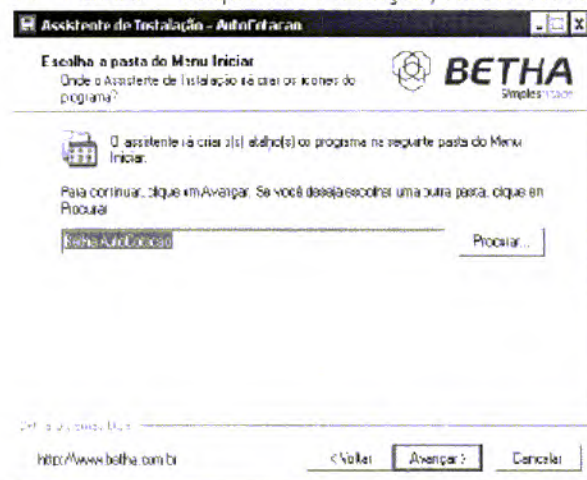 Assistente de Instalação - AutoCotacao
Escolha a pasta do Menu Iniciar
Onde o Assistente de Instalação irá criar os ícones do
programa?
BETHA
Simples
O assistente irá criar o(s) atalho(s) do programa na seguinte pasta do Menu
Iniciar.
Para continuar, clique em Avançar. Se você deseja escolher uma outra pasta, clique em
Procurar.
Betha AutoCotacao
Procurar...
http://www.betha.com.br
< Voltar
Avançar >
Cancelar